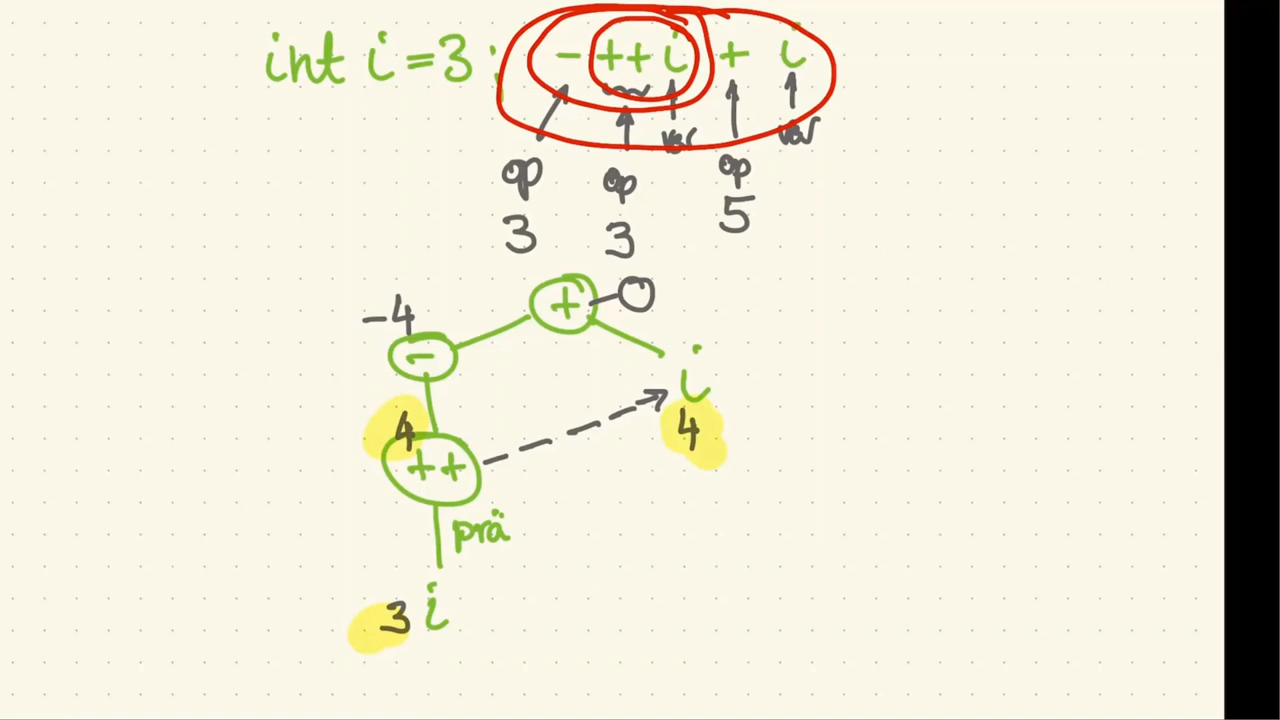 int i = 3 ; - ++ i + i
var var
op op op
3 3 5
+ 0
-4
-
i
4 4
++
prä
3 i